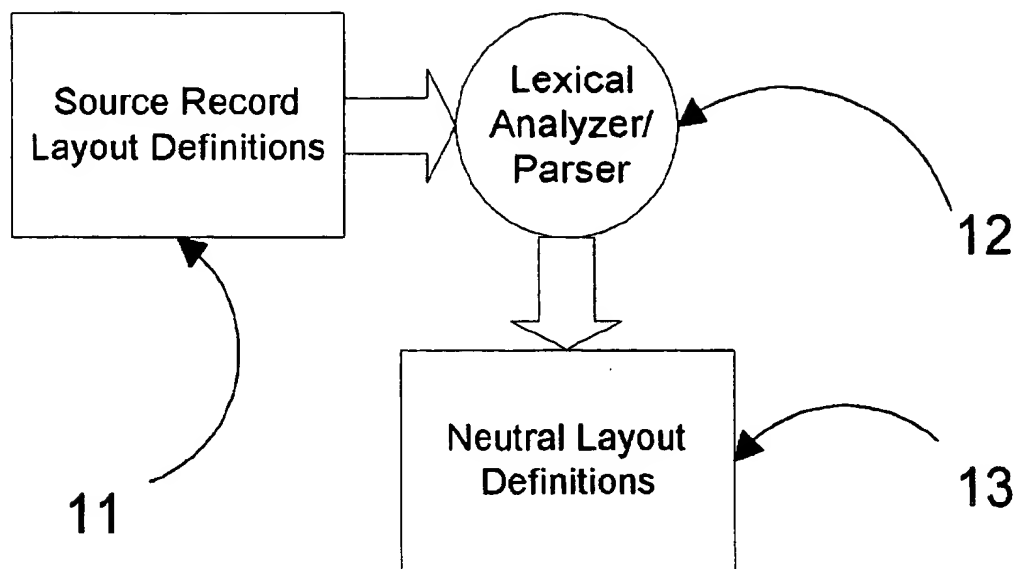 Source Record
Layout Definitions
Lexical
Analyzer/
Parser
12
Neutral Layout
Definitions
11
13